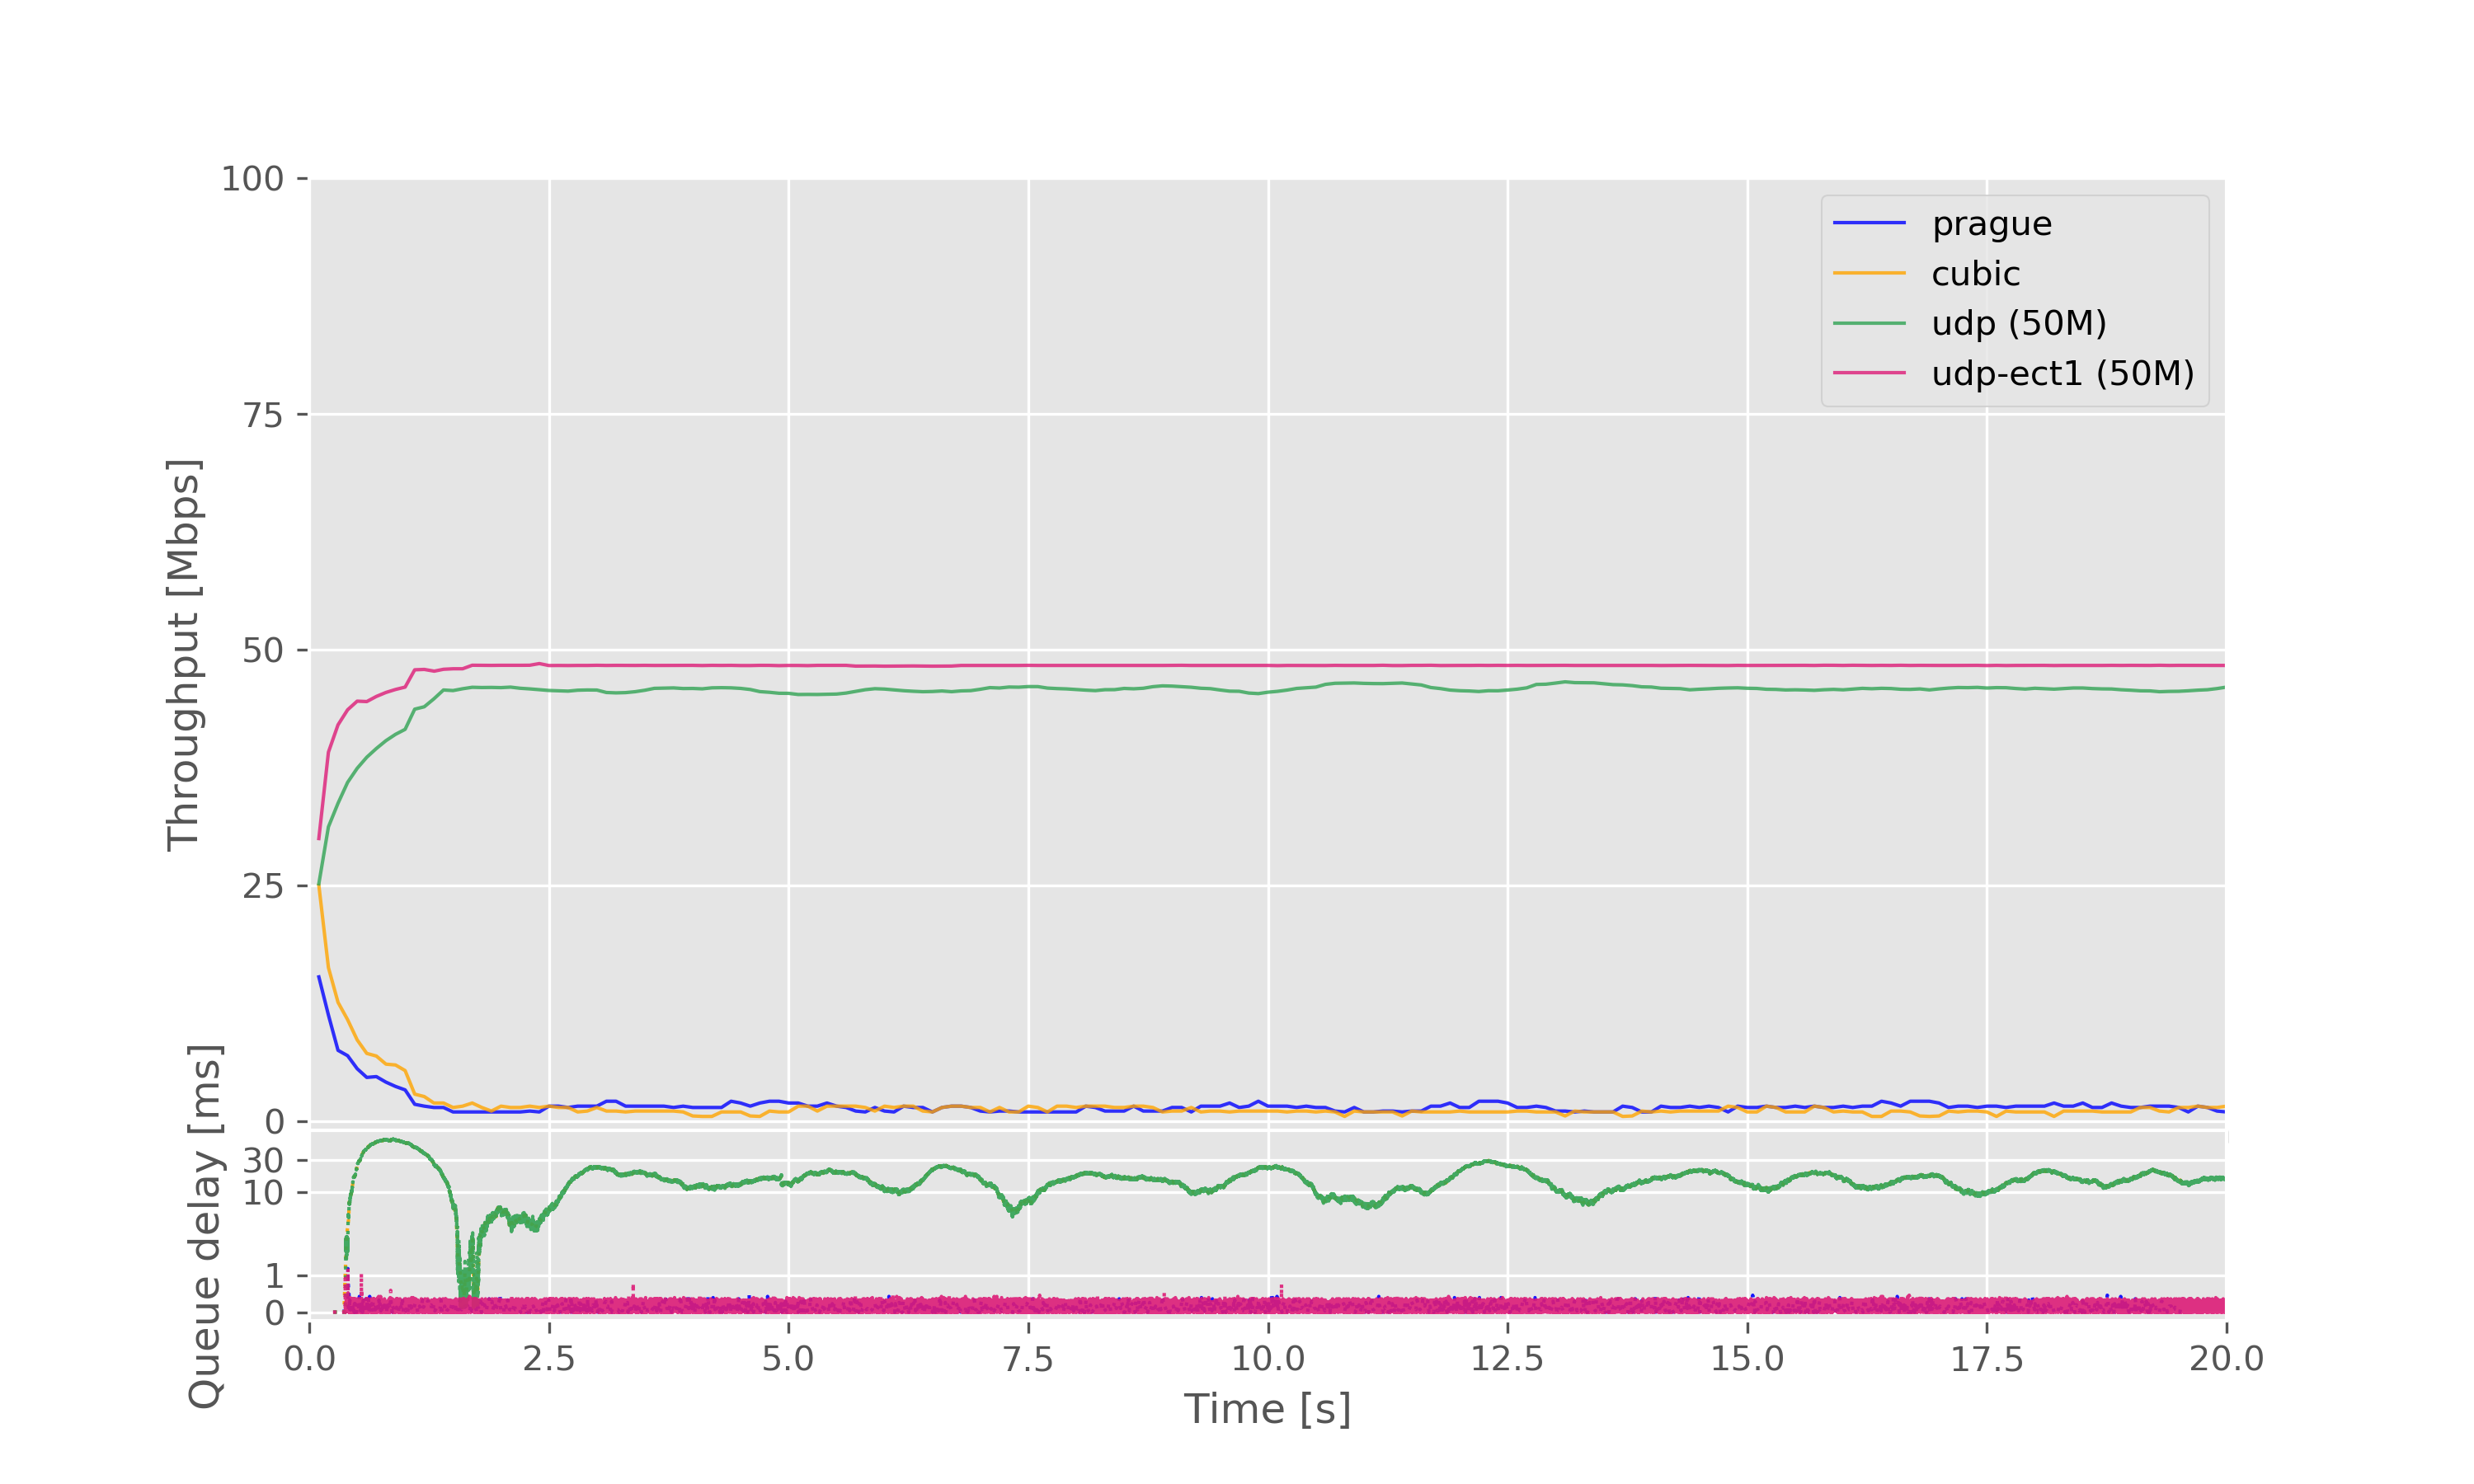 100
75
50
25
0
Throughput [Mbps]
prague
cubic
udp (50M)
udp-ect1 (50M)
30
10
1
0
Queue delay [ms]
0.0 2.5 5.0 7.5 10.0 12.5 15.0 17.5 20.0
Time [s]